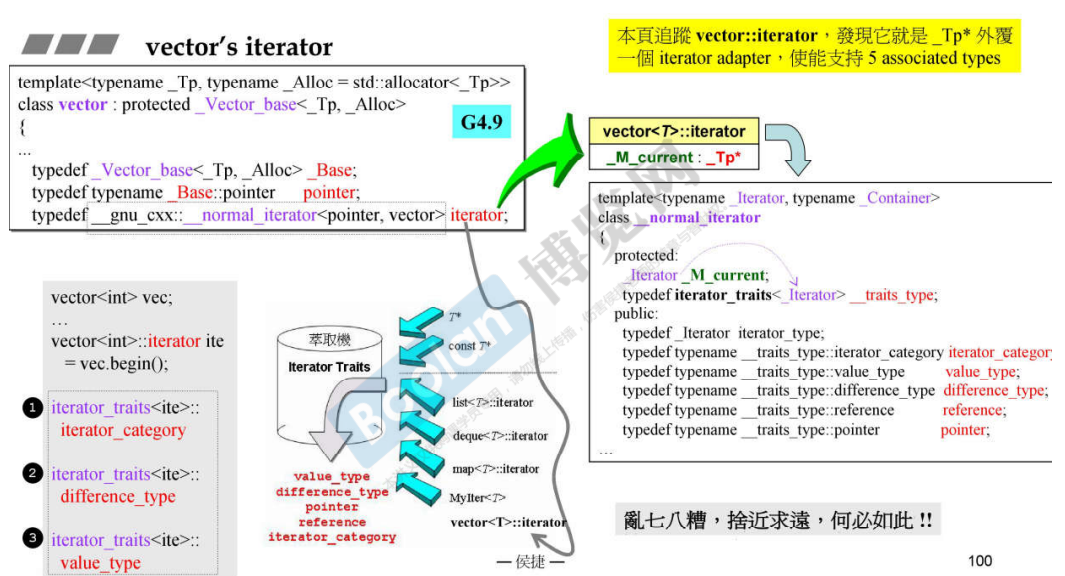 vector's iterator
本頁追蹤 vector::iterator，發現它就是 _Tp* 外覆
一個 iterator adapter，使能支持 5 associated types
template<typename _Tp, typename _Alloc = std::allocator<_Tp>>
class vector : protected _Vector_base<_Tp, _Alloc>
{
G4.9
...
typedef _Vector_base<_Tp, _Alloc> _Base;
typedef typename _Base::pointer pointer;
typedef __gnu_cxx::__normal_iterator<pointer, vector> iterator;
vector<T>::iterator
_M_current : _Tp*
template<typename _Iterator, typename _Container>
class __normal_iterator
{
protected:
_Iterator _M_current;
typedef iterator_traits<_Iterator> __traits_type;
public:
typedef _Iterator iterator_type;
typedef typename __traits_type::iterator_category iterator_category
typedef typename __traits_type::value_type value_type;
typedef typename __traits_type::difference_type difference_type;
typedef typename __traits_type::reference reference;
typedef typename __traits_type::pointer pointer;
...
vector<int> vec;
...
vector<int>::iterator ite
= vec.begin();
1 iterator_traits<ite>::
iterator_category
2 iterator_traits<ite>::
difference_type
3 iterator_traits<ite>::
value_type
萃取機
Iterator Traits
T*
const T*
list<T>::iterator
deque<T>::iterator
map<T>::iterator
MyIter<T>
vector<T>::iterator
value_type
difference_type
pointer
reference
iterator_category
亂七八糟，捨近求遠，何必如此 !!
— 侯捷 —
100
Boolan
博览网